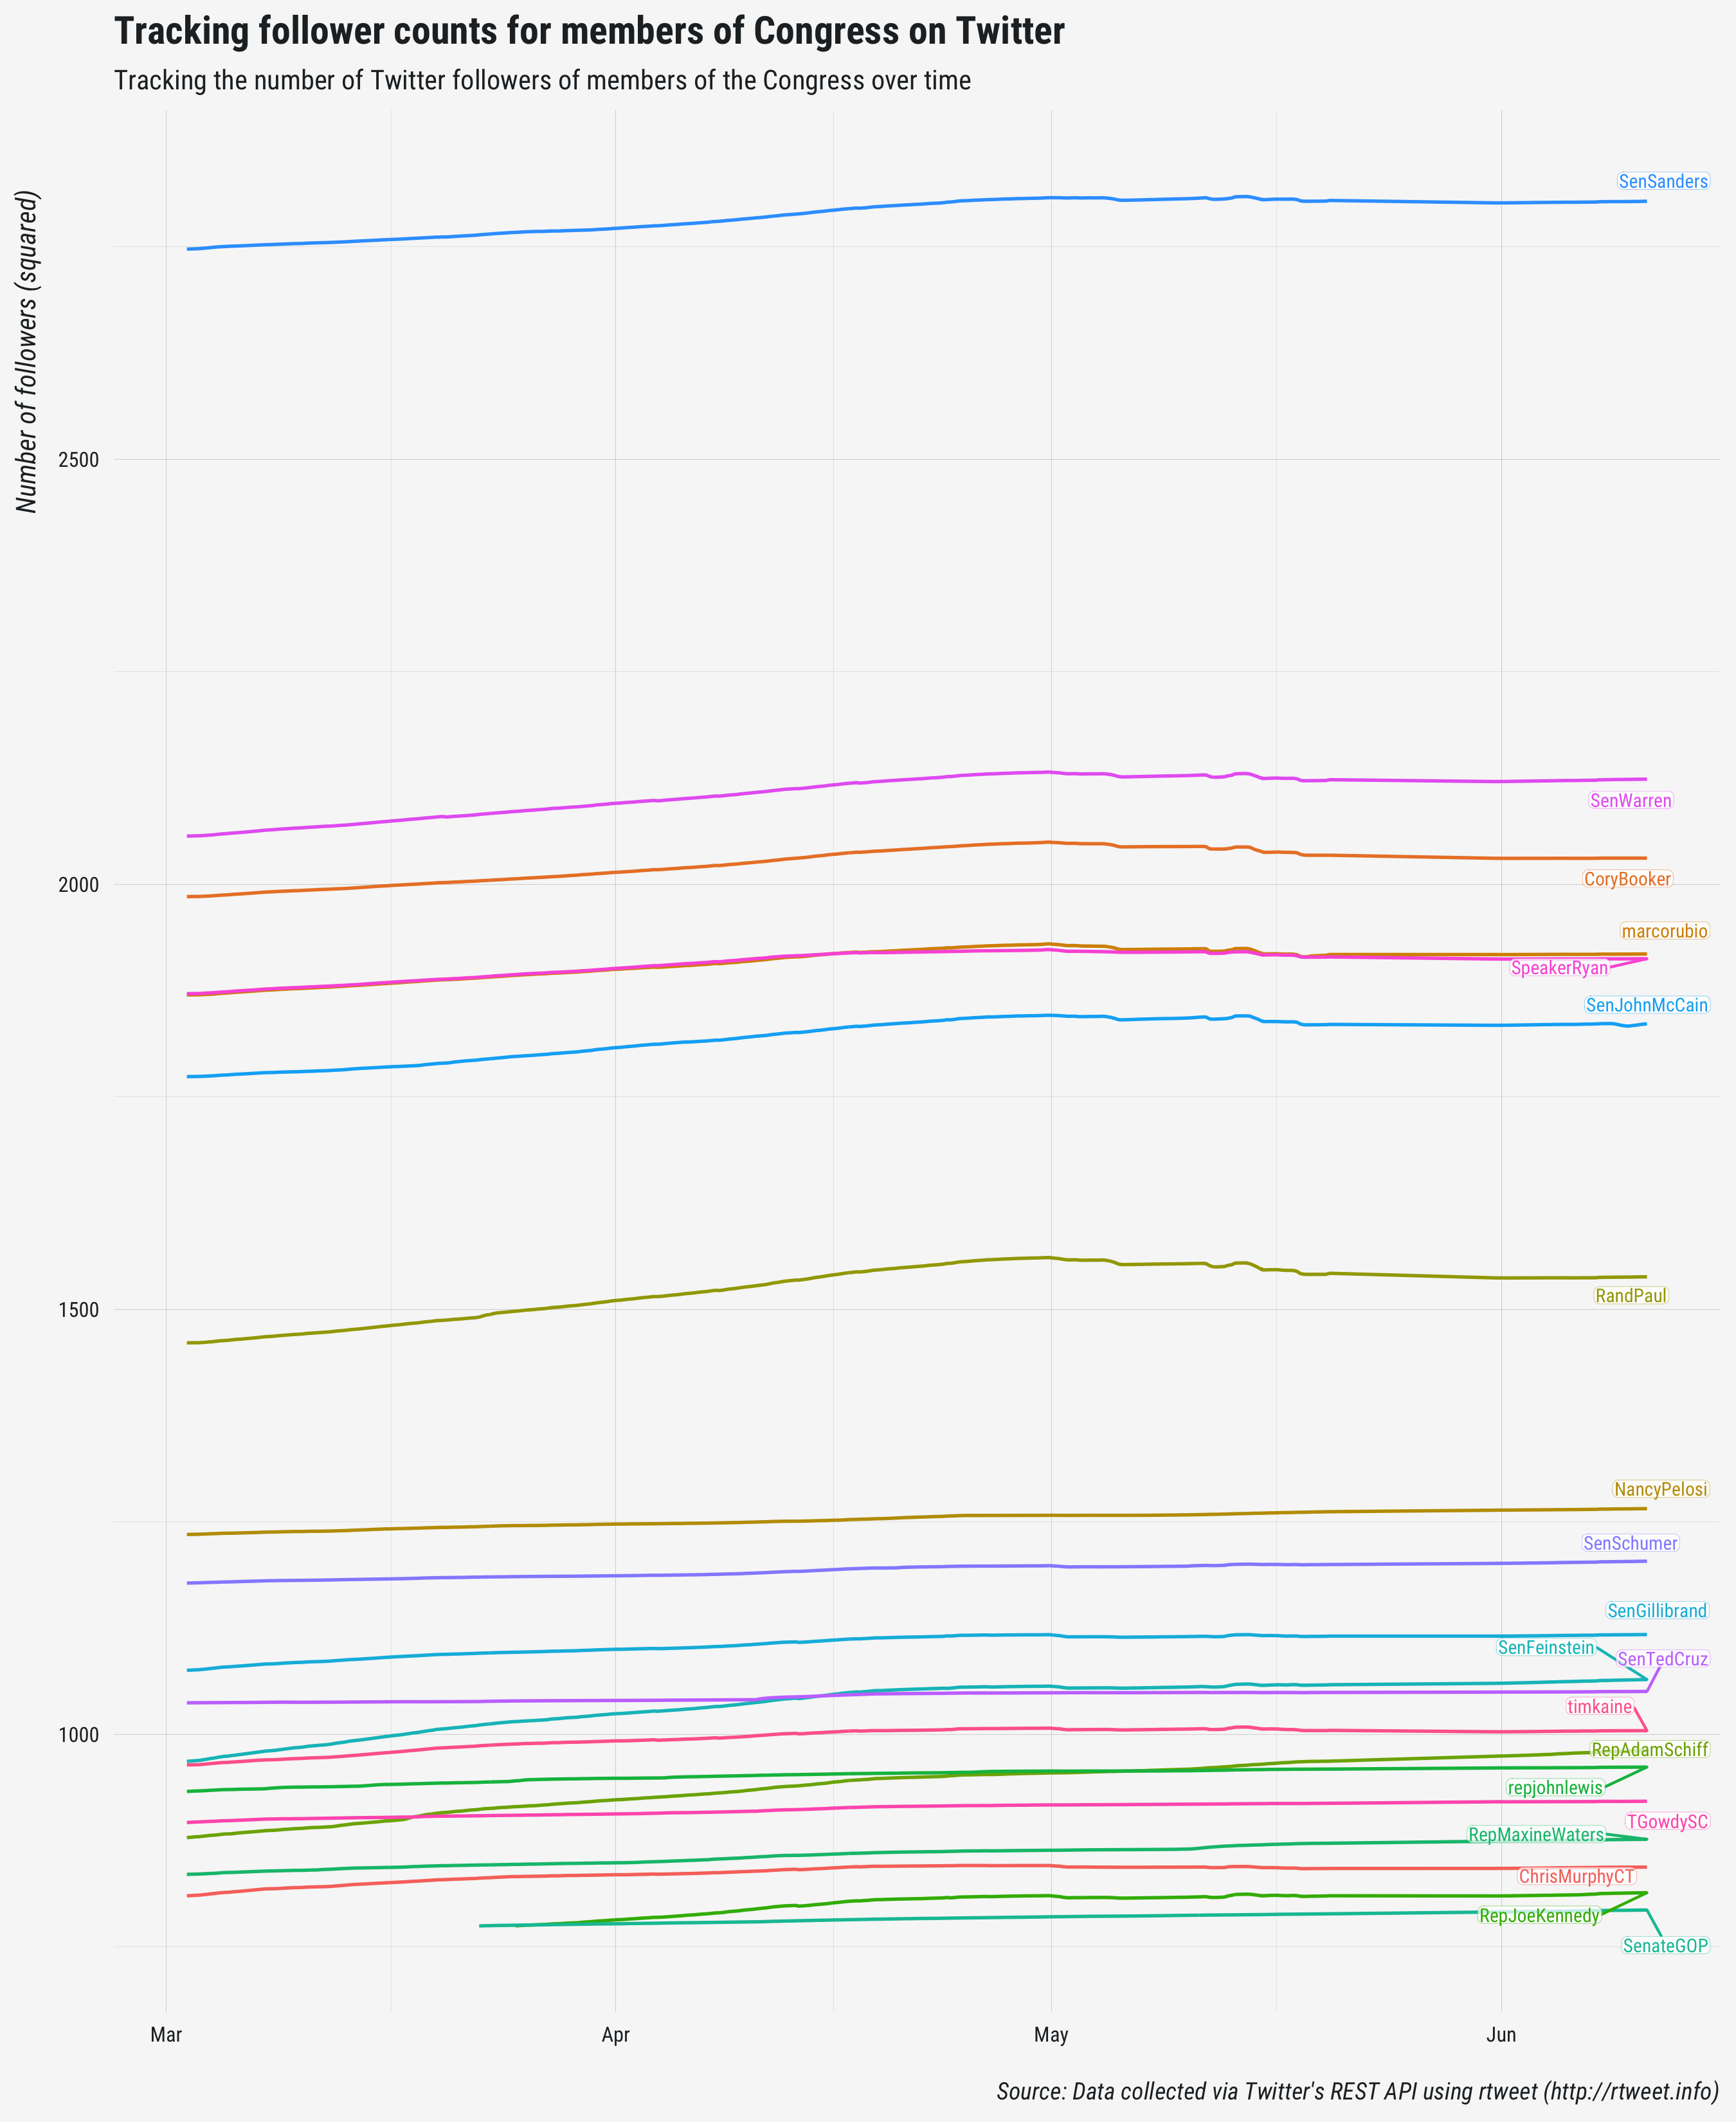 Tracking follower counts for members of Congress on Twitter
Tracking the number of Twitter followers of members of the Congress over time
Number of followers (squared)
SenSanders
2500
SenWarren
2000
CoryBooker
marcorubio
SpeakerRyan
SenJohnMcCain
RandPaul
1500
NancyPelosi
SenSchumer
SenGillibrand
SenFeinstein
SenTedCruz
timkaine
1000
RepAdamSchiff
repjohnlewis
TGowdySC
RepMaxineWaters
ChrisMurphyCT
RepJoeKennedy
SenateGOP
Mar Apr May Jun
Source: Data collected via Twitter's REST API using rtweet (http://rtweet.info)